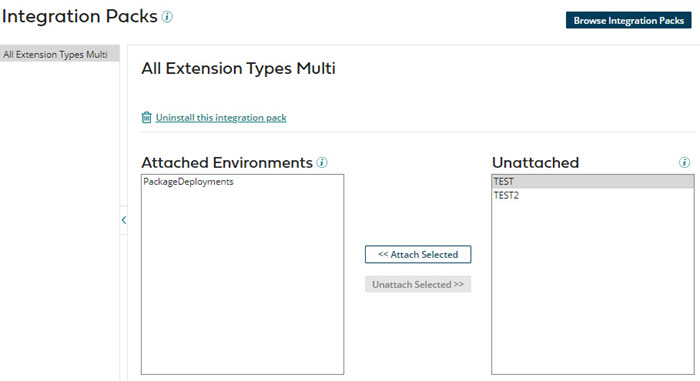 Integration Packs
Browse Integration Packs
All Extension Types Multi
All Extension Types Multi
Uninstall this integration pack
Attached Environments
Unattached
PackageDeployments
TEST
TEST2
<< Attach Selected
Unattach Selected >>